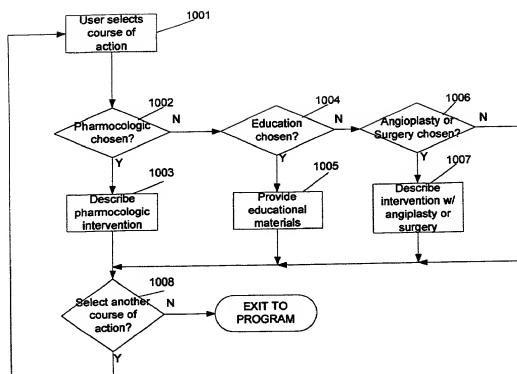 1001
User selects
course of
action
1002
Pharmocologic
chosen?
N
Y
1004
Education
chosen?
N
Y
1006
Angioplasty or
Surgery chosen?
N
Y
1003
Describe
pharmocologic
intervention
1005
Provide
educational
materials
1007
Describe
intervention w/
angiplasty or
surgery
1008
Select another
course of
action?
N
Y
EXIT TO
PROGRAM